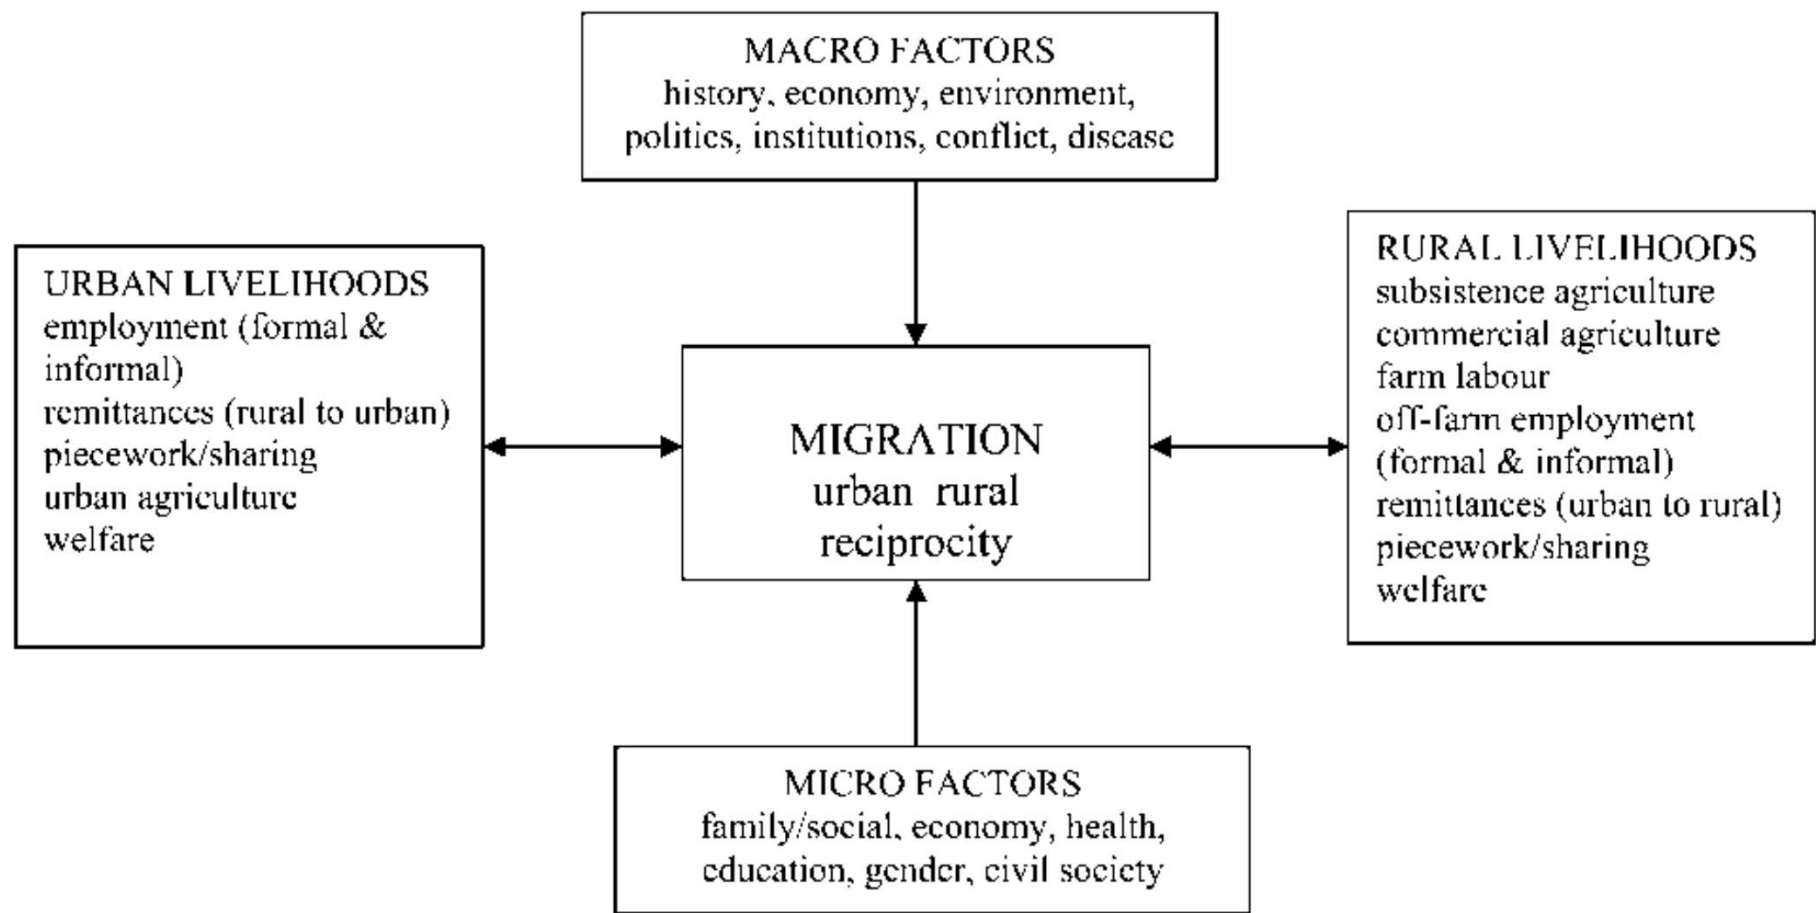 MACRO FACTORS
history, economy, environment,
politics, institutions, conflict, disease
URBAN LIVELIHOODS
employment (formal &
informal)
remittances (rural to urban)
piecework/sharing
urban agriculture
welfare
MIGRATION
urban rural
reciprocity
RURAL LIVELIHOODS
subsistence agriculture
commercial agriculture
farm labour
off-farm employment
(formal & informal)
remittances (urban to rural)
piecework/sharing
welfare
MICRO FACTORS
family/social, economy, health,
education, gender, civil society